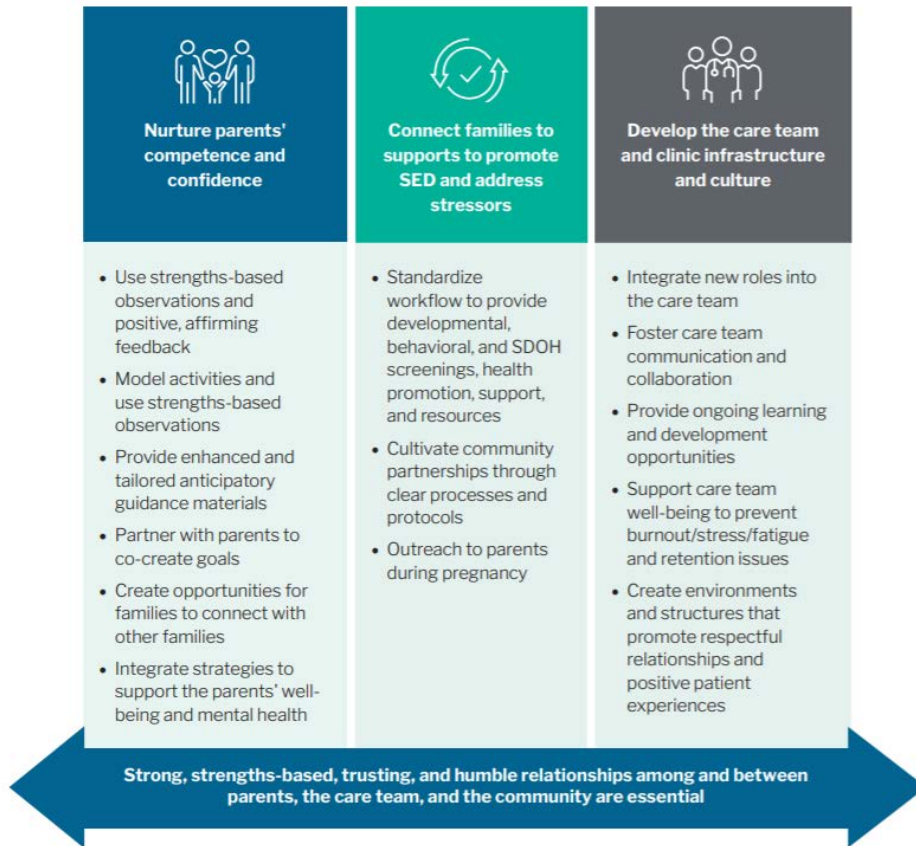 Nurture parents'
competence and
confidence
• Use strengths-based
observations and
positive, affirming
feedback
• Model activities and
use strengths-based
observations
• Provide enhanced and
tailored anticipatory
guidance materials
• Partner with parents to
co-create goals
• Create opportunities for
families to connect with
other families
• Integrate strategies to
support the parents' well-
being and mental health
Connect families to
supports to promote
SED and address
stressors
• Standardize
workflow to provide
developmental,
behavioral, and SDOH
screenings, health
promotion, support,
and resources
• Cultivate community
partnerships through
clear processes and
protocols
• Outreach to parents
during pregnancy
Develop the care team
and clinic infrastructure
and culture
• Integrate new roles into
the care team
• Foster care team
communication and
collaboration
• Provide ongoing learning
and development
opportunities
• Support care team
well-being to prevent
burnout/stress/fatigue
and retention issues
• Create environments
and structures that
promote respectful
relationships and
positive patient
experiences
Strong, strengths-based, trusting, and humble relationships among and between
parents, the care team, and the community are essential